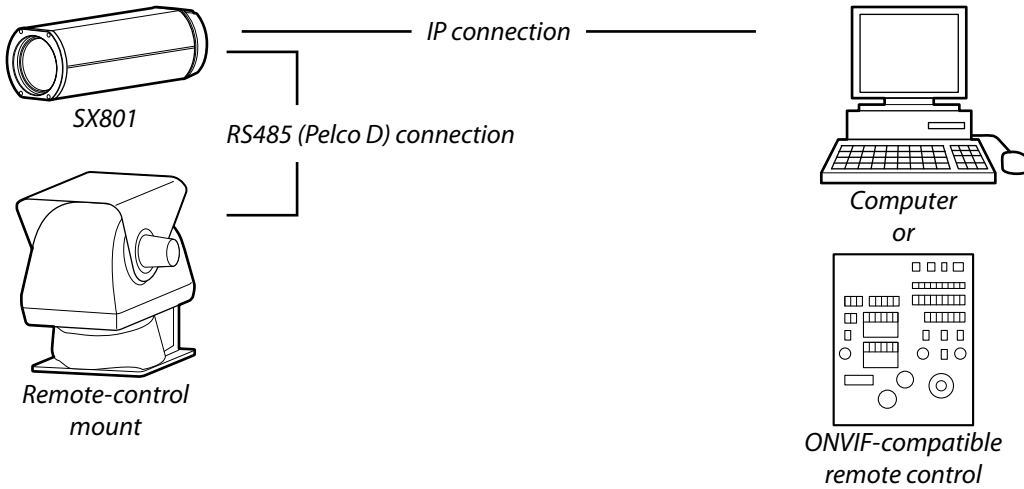 IP connection
SX801
RS485 (Pelco D) connection
Remote-control
mount
Computer
or
ONVIF-compatible
remote control